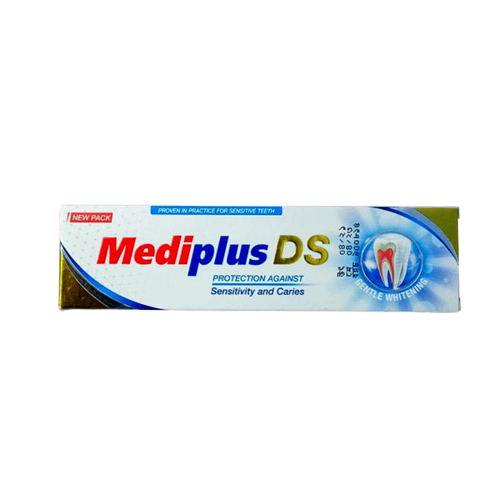 NEW PACK
PROVEN IN PRACTICE FOR SENSITIVE TEETH
Mediplus DS
PROTECTION AGAINST
Sensitivity and Caries
GENTLE WHITENING